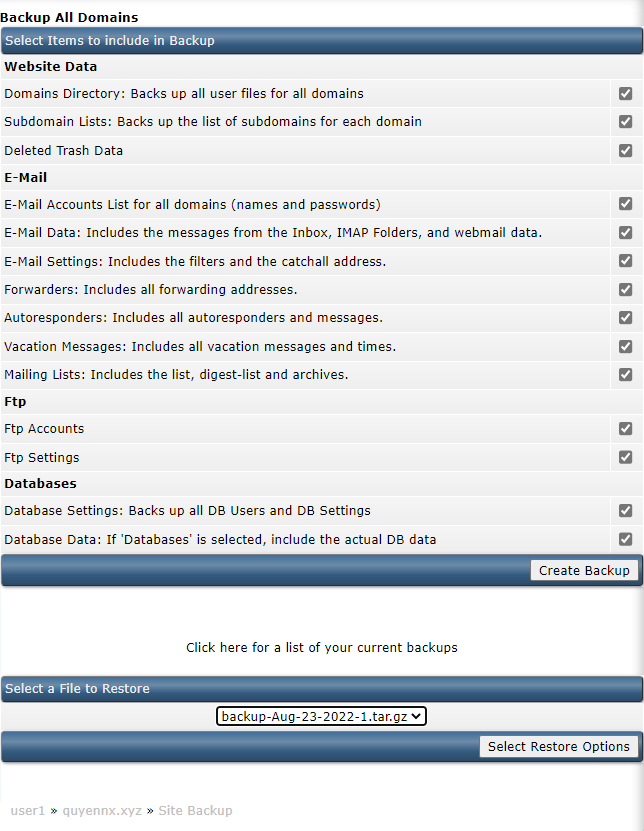 Backup All Domains
Select Items to include in Backup
Website Data
Domains Directory: Backs up all user files for all domains
Subdomain Lists: Backs up the list of subdomains for each domain
Deleted Trash Data
E-Mail
E-Mail Accounts List for all domains (names and passwords)
E-Mail Data: Includes the messages from the Inbox, IMAP Folders, and webmail data.
E-Mail Settings: Includes the filters and the catchall address.
Forwarders: Includes all forwarding addresses.
Autoresponders: Includes all autoresponders and messages.
Vacation Messages: Includes all vacation messages and times.
Mailing Lists: Includes the list, digest-list and archives.
Ftp
Ftp Accounts
Ftp Settings
Databases
Database Settings: Backs up all DB Users and DB Settings
Database Data: If 'Databases' is selected, include the actual DB data
Create Backup
Click here for a list of your current backups
Select a File to Restore
backup-Aug-23-2022-1.tar.gz
Select Restore Options
user1 » quyennx.xyz » Site Backup